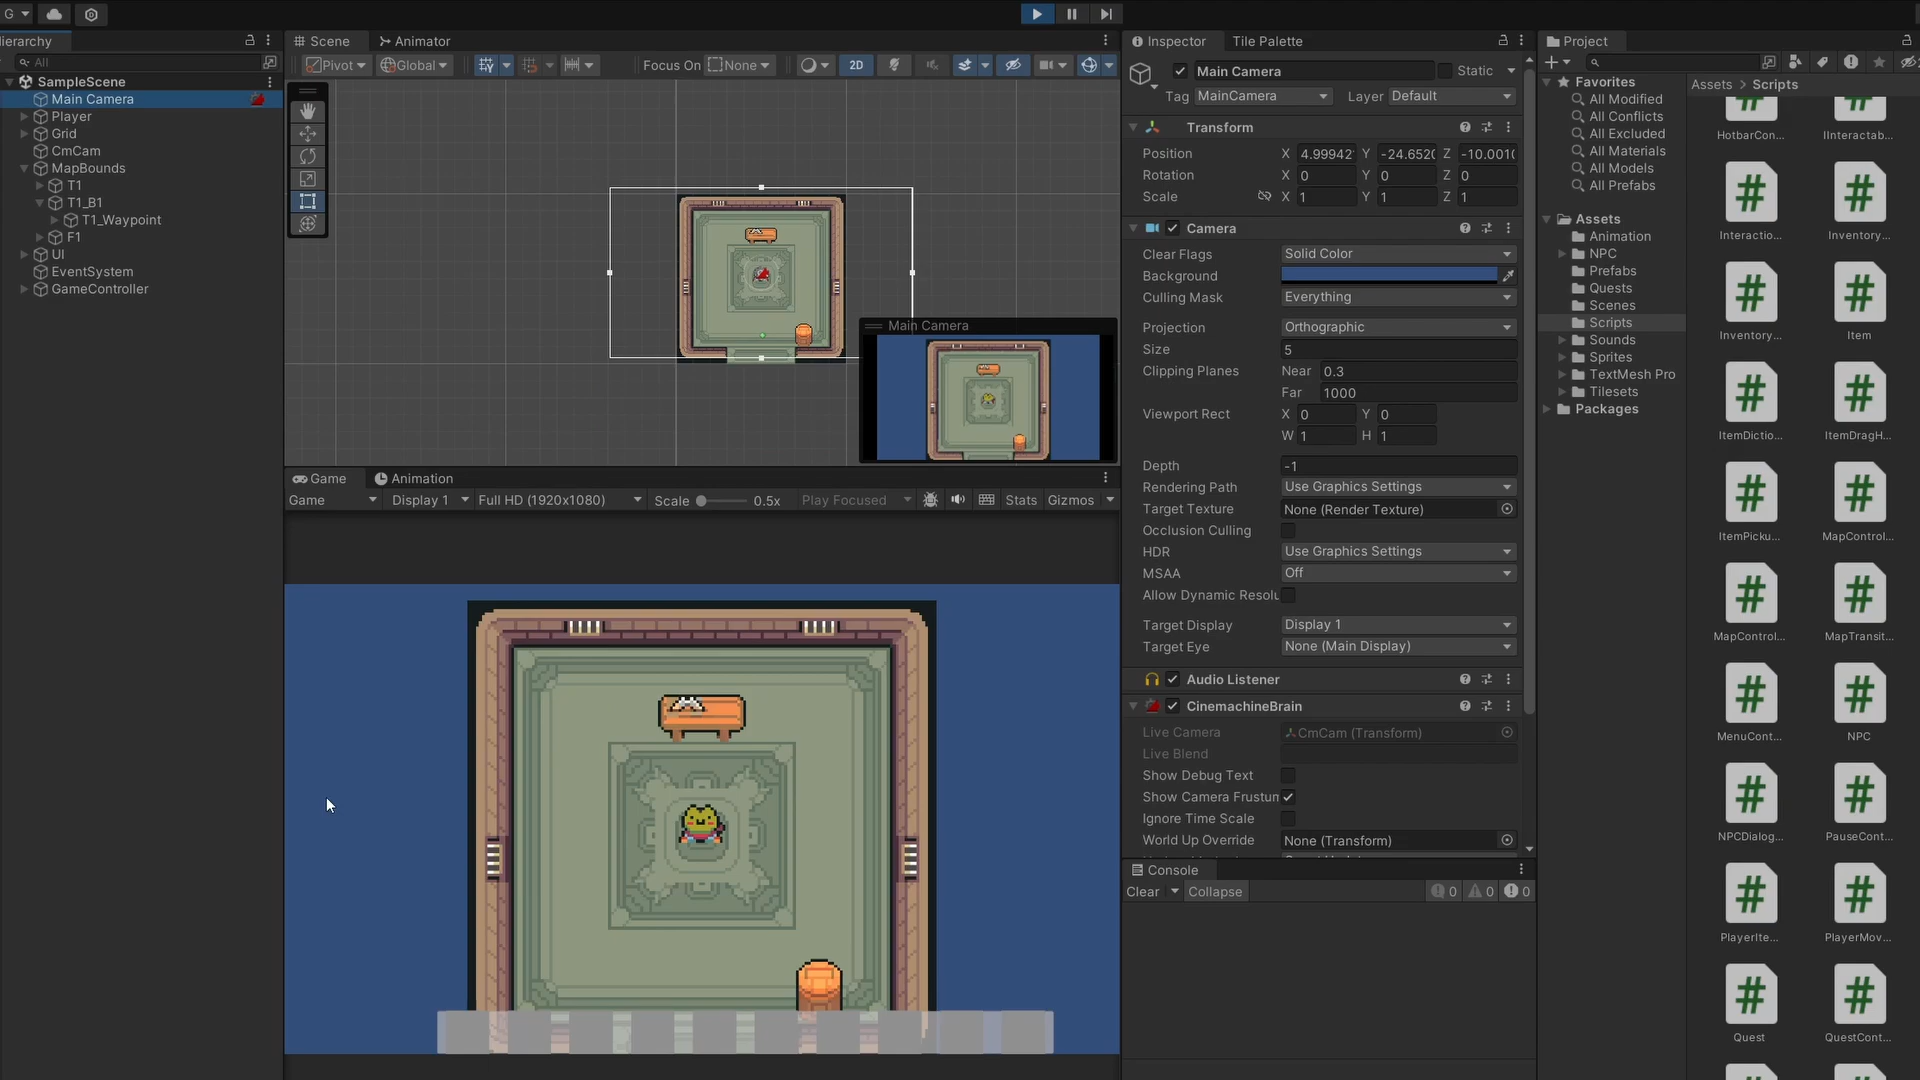 G
Hierarchy
All
SampleScene
Main Camera
Player
Grid
CmCam
MapBounds
T1
T1_B1
T1_Waypoint
F1
UI
EventSystem
GameController
Scene Animator
Pivot Global Focus On None 2D
Main Camera
Game Animation
Game Display 1 Full HD (1920x1080) Scale 0.5x Play Focused Stats Gizmos
Inspector Tile Palette
Main Camera Static
Tag MainCamera Layer Default
Transform
Position X 4.99942 Y -24.652 Z -10.001
Rotation X 0 Y 0 Z 0
Scale X 1 Y 1 Z 1
Camera
Clear Flags Solid Color
Background
Culling Mask Everything
Projection Orthographic
Size 5
Clipping Planes Near 0.3
Far 1000
Viewport Rect X 0 Y 0
W 1 H 1
Depth -1
Rendering Path Use Graphics Settings
Target Texture None (Render Texture)
Occlusion Culling
HDR Use Graphics Settings
MSAA Off
Allow Dynamic Resolu
Target Display Display 1
Target Eye None (Main Display)
Audio Listener
CinemachineBrain
Live Camera CmCam (Transform)
Live Blend
Show Debug Text
Show Camera Frustun
Ignore Time Scale
World Up Override None (Transform)
Console
Clear Collapse 0 0 0
Project
Favorites
All Modified
All Conflicts
All Excluded
All Materials
All Models
All Prefabs
Assets
Animation
NPC
Prefabs
Quests
Scenes
Scripts
Sounds
Sprites
TextMesh Pro
Tilesets
Packages
Assets > Scripts
HotbarCon... IInteractab...
Interactio... Inventory...
Inventory... Item
ItemDictio... ItemDragH...
ItemPicku... MapControl...
MapControl... MapTransit...
MenuCont... NPC
NPCDialog... PauseCont...
PlayerIte... PlayerMov...
Quest QuestCont...